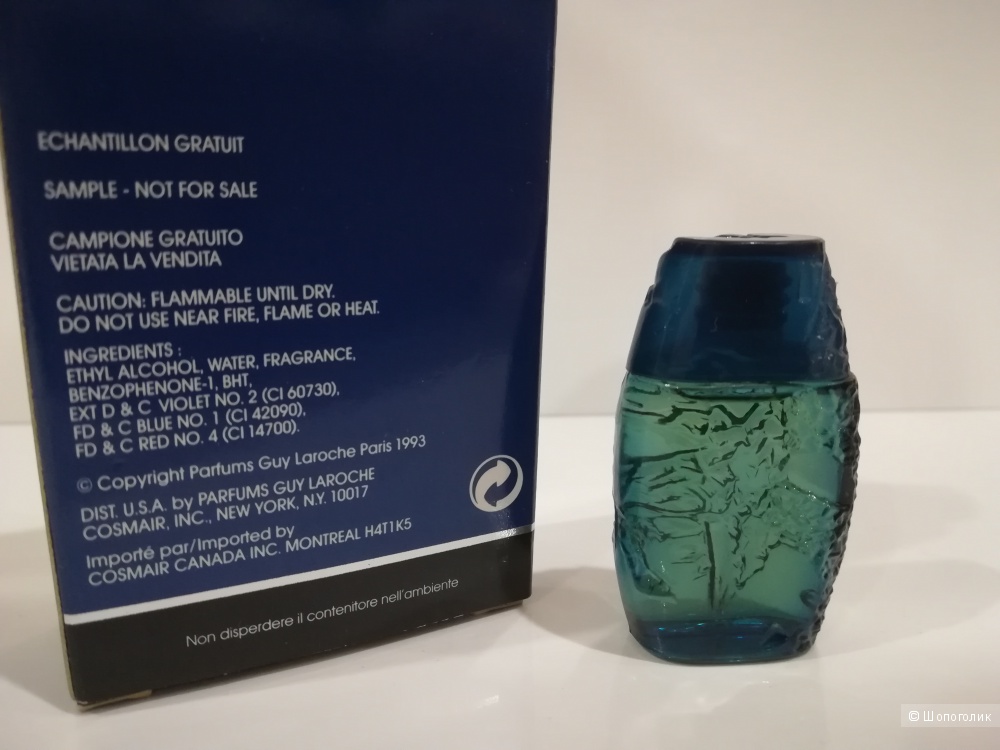 ECHANTILLON GRATUIT
SAMPLE - NOT FOR SALE
CAMPIONE GRATUITO
VIETATA LA VENDITA
CAUTION: FLAMMABLE UNTIL DRY.
DO NOT USE NEAR FIRE, FLAME OR HEAT.
INGREDIENTS :
ETHYL ALCOHOL, WATER, FRAGRANCE,
BENZOPHENONE-1, BHT,
EXT D & C VIOLET NO. 2 (CI 60730),
FD & C BLUE NO. 1 (CI 42090),
FD & C RED NO. 4 (CI 14700).
© Copyright Parfums Guy Laroche Paris 1993
DIST. U.S.A. by PARFUMS GUY LAROCHE
COSMAIR, INC., NEW YORK, N.Y. 10017
Importé par/Imported by
COSMAIR CANADA INC. MONTREAL H4T1K5
Non disperdere il contenitore nell'ambiente
© Шопоголик